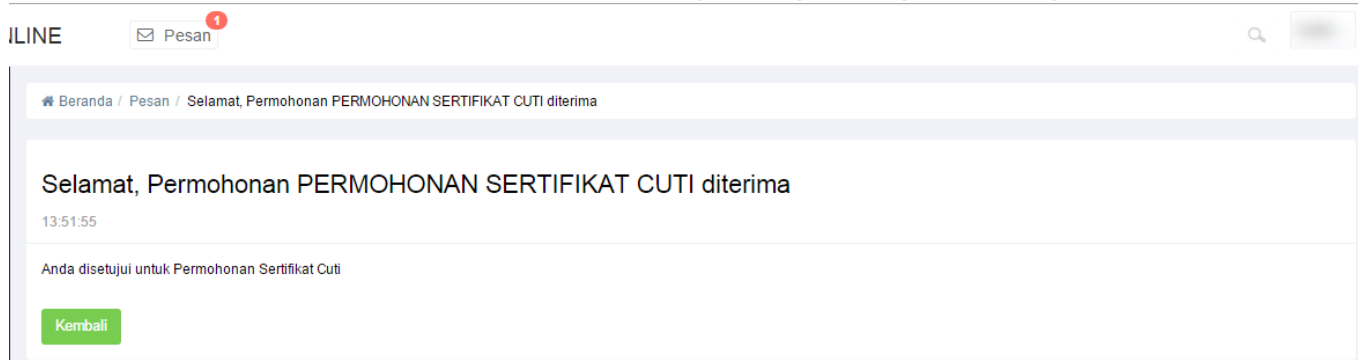 NLINE
Pesan
1
Beranda / Pesan / Selamat, Permohonan PERMOHONAN SERTIFIKAT CUTI diterima
Selamat, Permohonan PERMOHONAN SERTIFIKAT CUTI diterima
13:51:55
Anda disetujui untuk Permohonan Sertifikat Cuti
Kembali